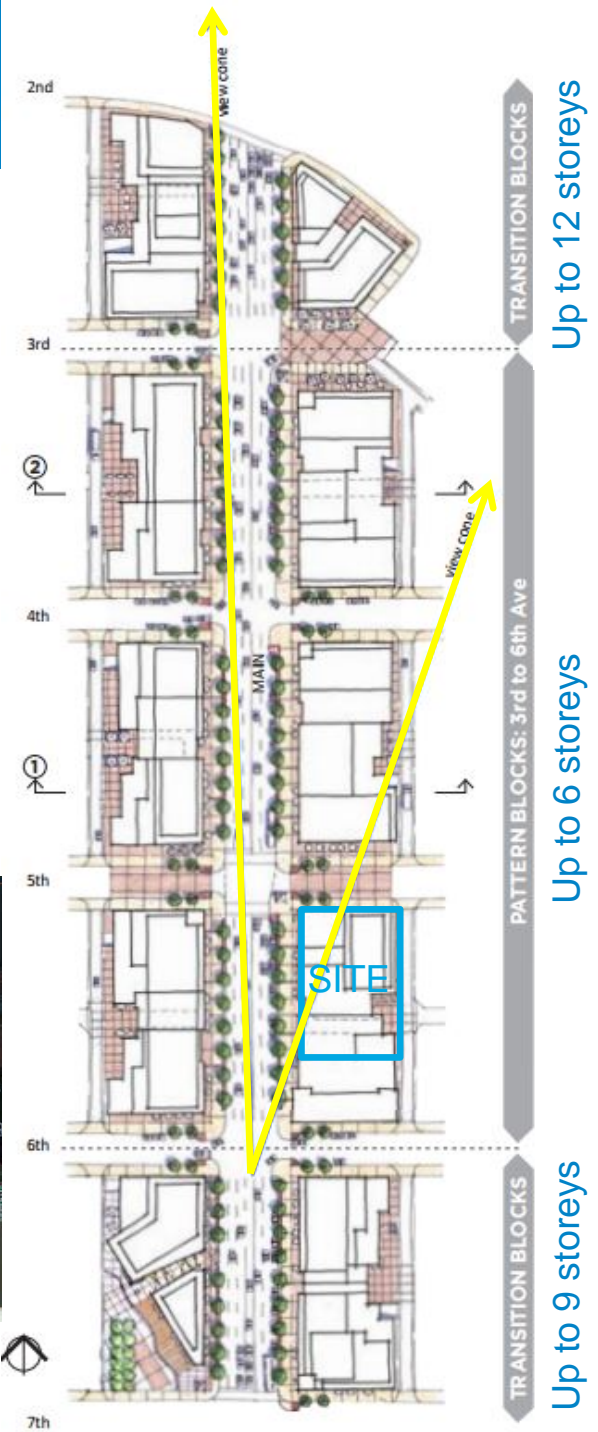 2nd
view cone
3rd
②
view cone
4th
MAIN
①
5th
SITE
6th
7th
TRANSITION BLOCKS
Up to 12 storeys
PATTERN BLOCKS: 3rd to 6th Ave
Up to 6 storeys
TRANSITION BLOCKS
Up to 9 storeys